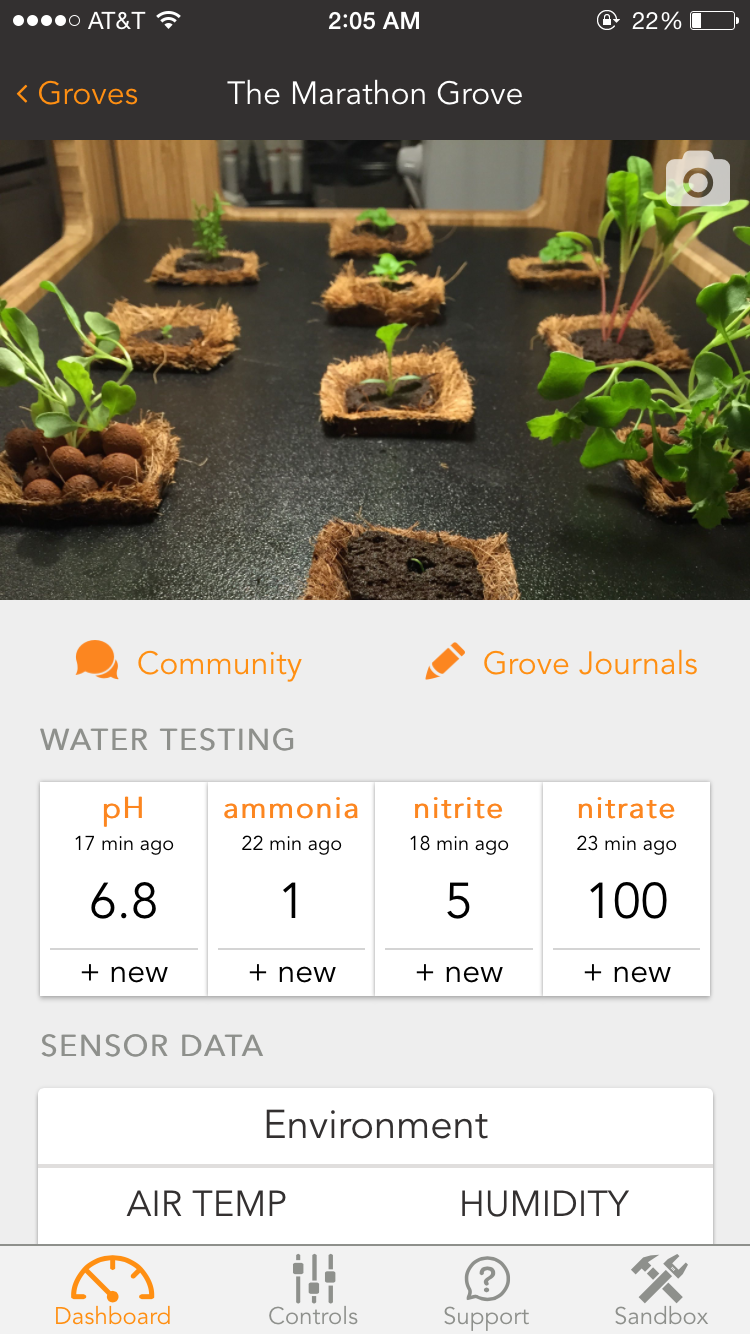 AT&T 2:05 AM 22%
Groves The Marathon Grove
Community Grove Journals
WATER TESTING
pH ammonia nitrite nitrate
17 min ago 22 min ago 18 min ago 23 min ago
6.8 1 5 100
+ new + new + new + new
SENSOR DATA
Environment
AIR TEMP HUMIDITY
Dashboard Controls Support Sandbox